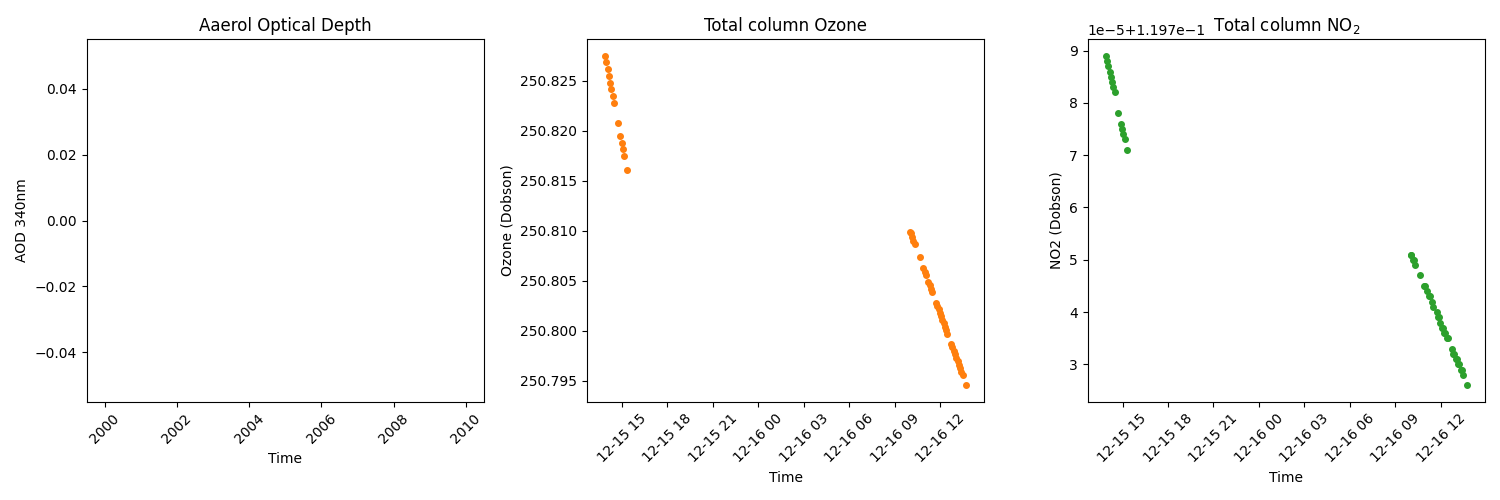 Aaerol Optical Depth
AOD 340nm
0.04
0.02
0.00
−0.02
−0.04
2000 2002 2004 2006 2008 2010
Time
Total column Ozone
Ozone (Dobson)
250.825
250.820
250.815
250.810
250.805
250.800
250.795
12-15 15 12-15 18 12-15 21 12-16 00 12-16 03 12-16 06 12-16 09 12-16 12
Time
1e−5+1.197e−1 Total column NO₂
NO2 (Dobson)
9
8
7
6
5
4
3
12-15 15 12-15 18 12-15 21 12-16 00 12-16 03 12-16 06 12-16 09 12-16 12
Time